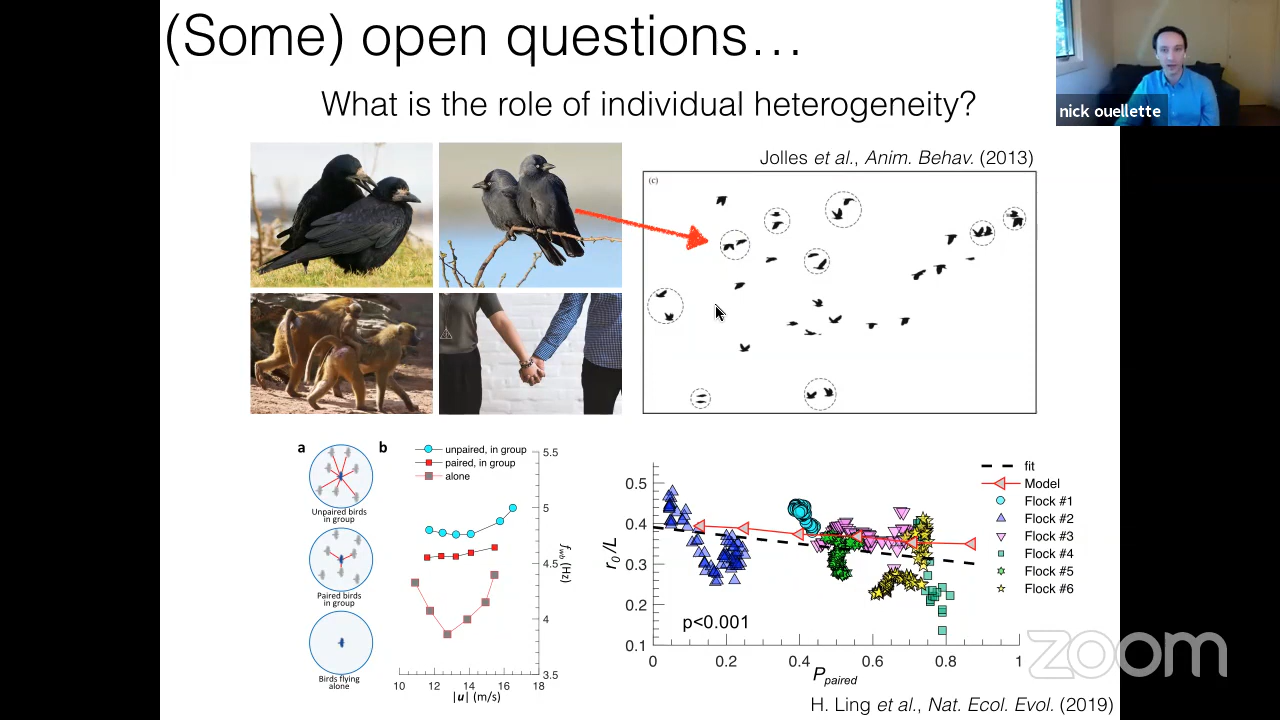 (Some) open questions…
nick ouellette
What is the role of individual heterogeneity?
Jolles et al., Anim. Behav. (2013)
(c)
a
Unpaired birds
in group
Paired birds
in group
Birds flying
alone
b
unpaired, in group
paired, in group
alone
5.5
5
4.5
4
3.5
f_wb (Hz)
10 12 14 16 18
|u| (m/s)
0.5
0.4
0.3
0.2
0.1
r0/L
p<0.001
0 0.2 0.4 0.6 0.8 1
Ppaired
fit
Model
Flock #1
Flock #2
Flock #3
Flock #4
Flock #5
Flock #6
zoom
H. Ling et al., Nat. Ecol. Evol. (2019)